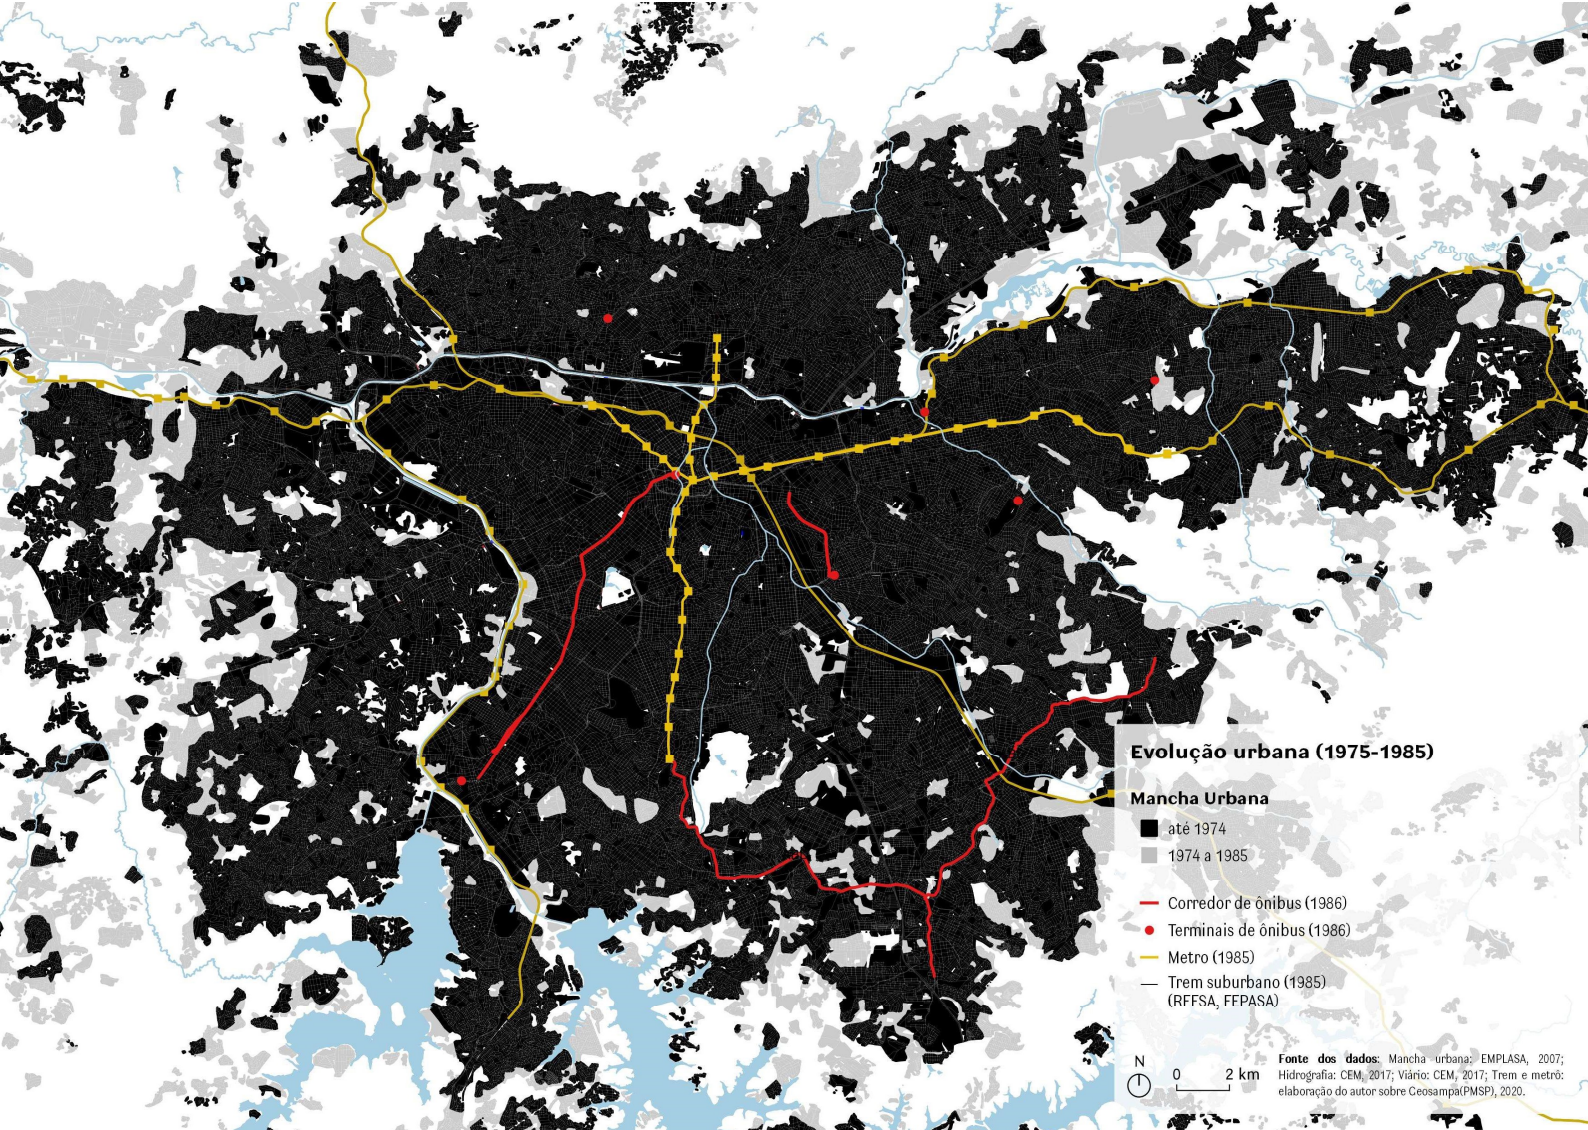 Evolução urbana (1975-1985)
Mancha Urbana
até 1974
1974 a 1985
Corredor de ônibus (1986)
Terminais de ônibus (1986)
Metro (1985)
Trem suburbano (1985)
(RFFSA, FEPASA)
N
0 2 km
Fonte dos dados: Mancha urbana: EMPLASA, 2007;
Hidrografia: CEM, 2017; Viário: CEM, 2017; Trem e metrô:
elaboração do autor sobre Geosampa(PMSP), 2020.